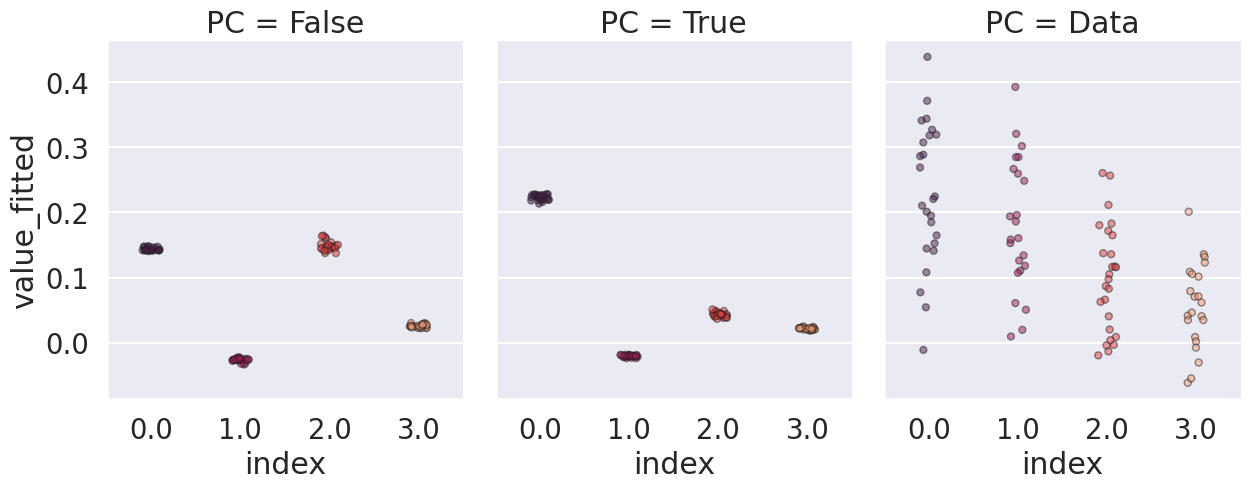 PC = False
PC = True
PC = Data
value_fitted
0.4
0.3
0.2
0.1
0.0
0.0 1.0 2.0 3.0
0.0 1.0 2.0 3.0
0.0 1.0 2.0 3.0
index
index
index